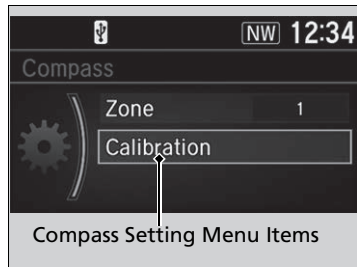 NW 12:34
Compass
Zone 1
Calibration
Compass Setting Menu Items